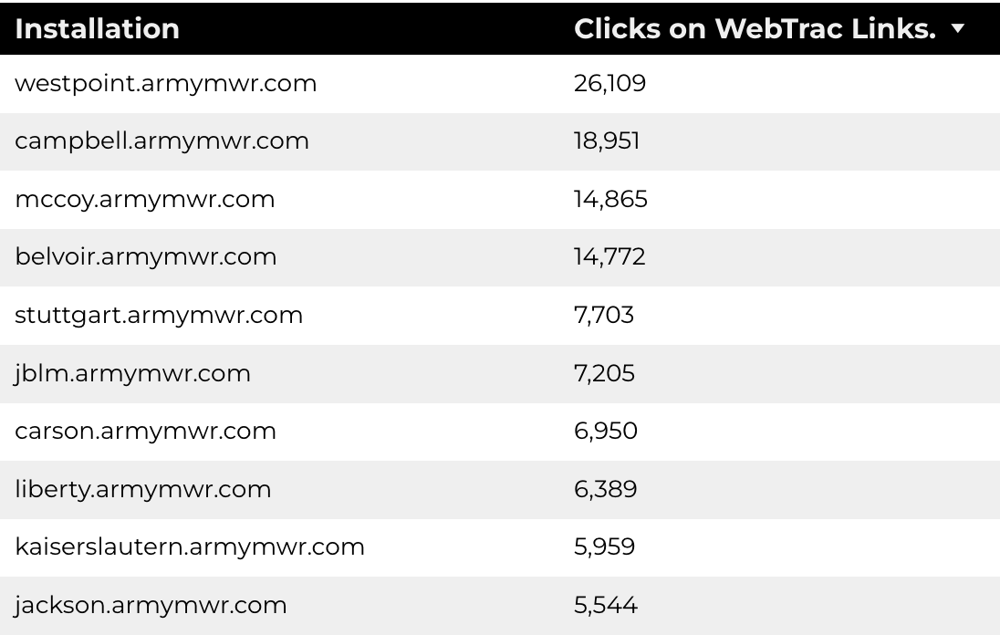 Installation Clicks on WebTrac Links. ▼
westpoint.armymwr.com 26,109
campbell.armymwr.com 18,951
mccoy.armymwr.com 14,865
belvoir.armymwr.com 14,772
stuttgart.armymwr.com 7,703
jblm.armymwr.com 7,205
carson.armymwr.com 6,950
liberty.armymwr.com 6,389
kaiserslautern.armymwr.com 5,959
jackson.armymwr.com 5,544